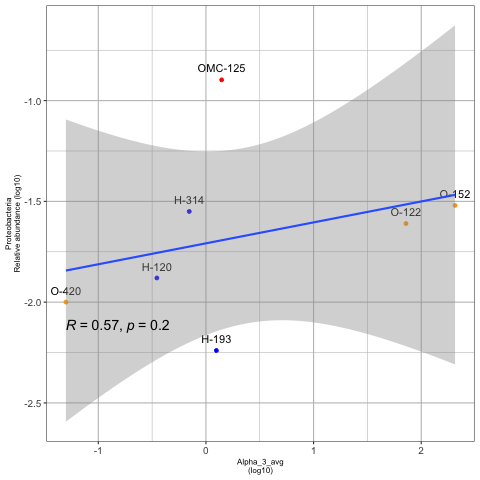 OMC-125
-1.0
O-152
-1.5
H-314
O-122
H-120
O-420
-2.0
R = 0.57, p = 0.2
H-193
-2.5
-1 0 1 2
Proteobacteria
Relative abundance (log10)
Alpha_3_avg
(log10)